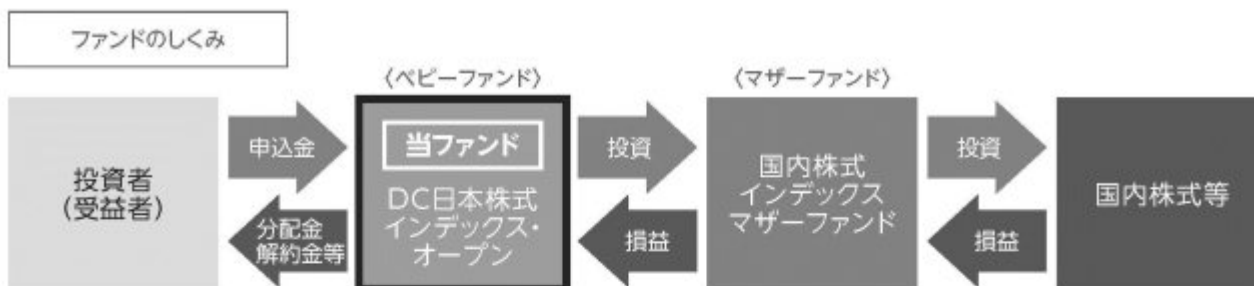 ファンドのしくみ
〈ベビーファンド〉
〈マザーファンド〉
投資者
(受益者)
申込金
分配金
解約金等
当ファンド
DC日本株式
インデックス・
オープン
投資
損益
国内株式
インデックス
マザーファンド
投資
損益
国内株式等